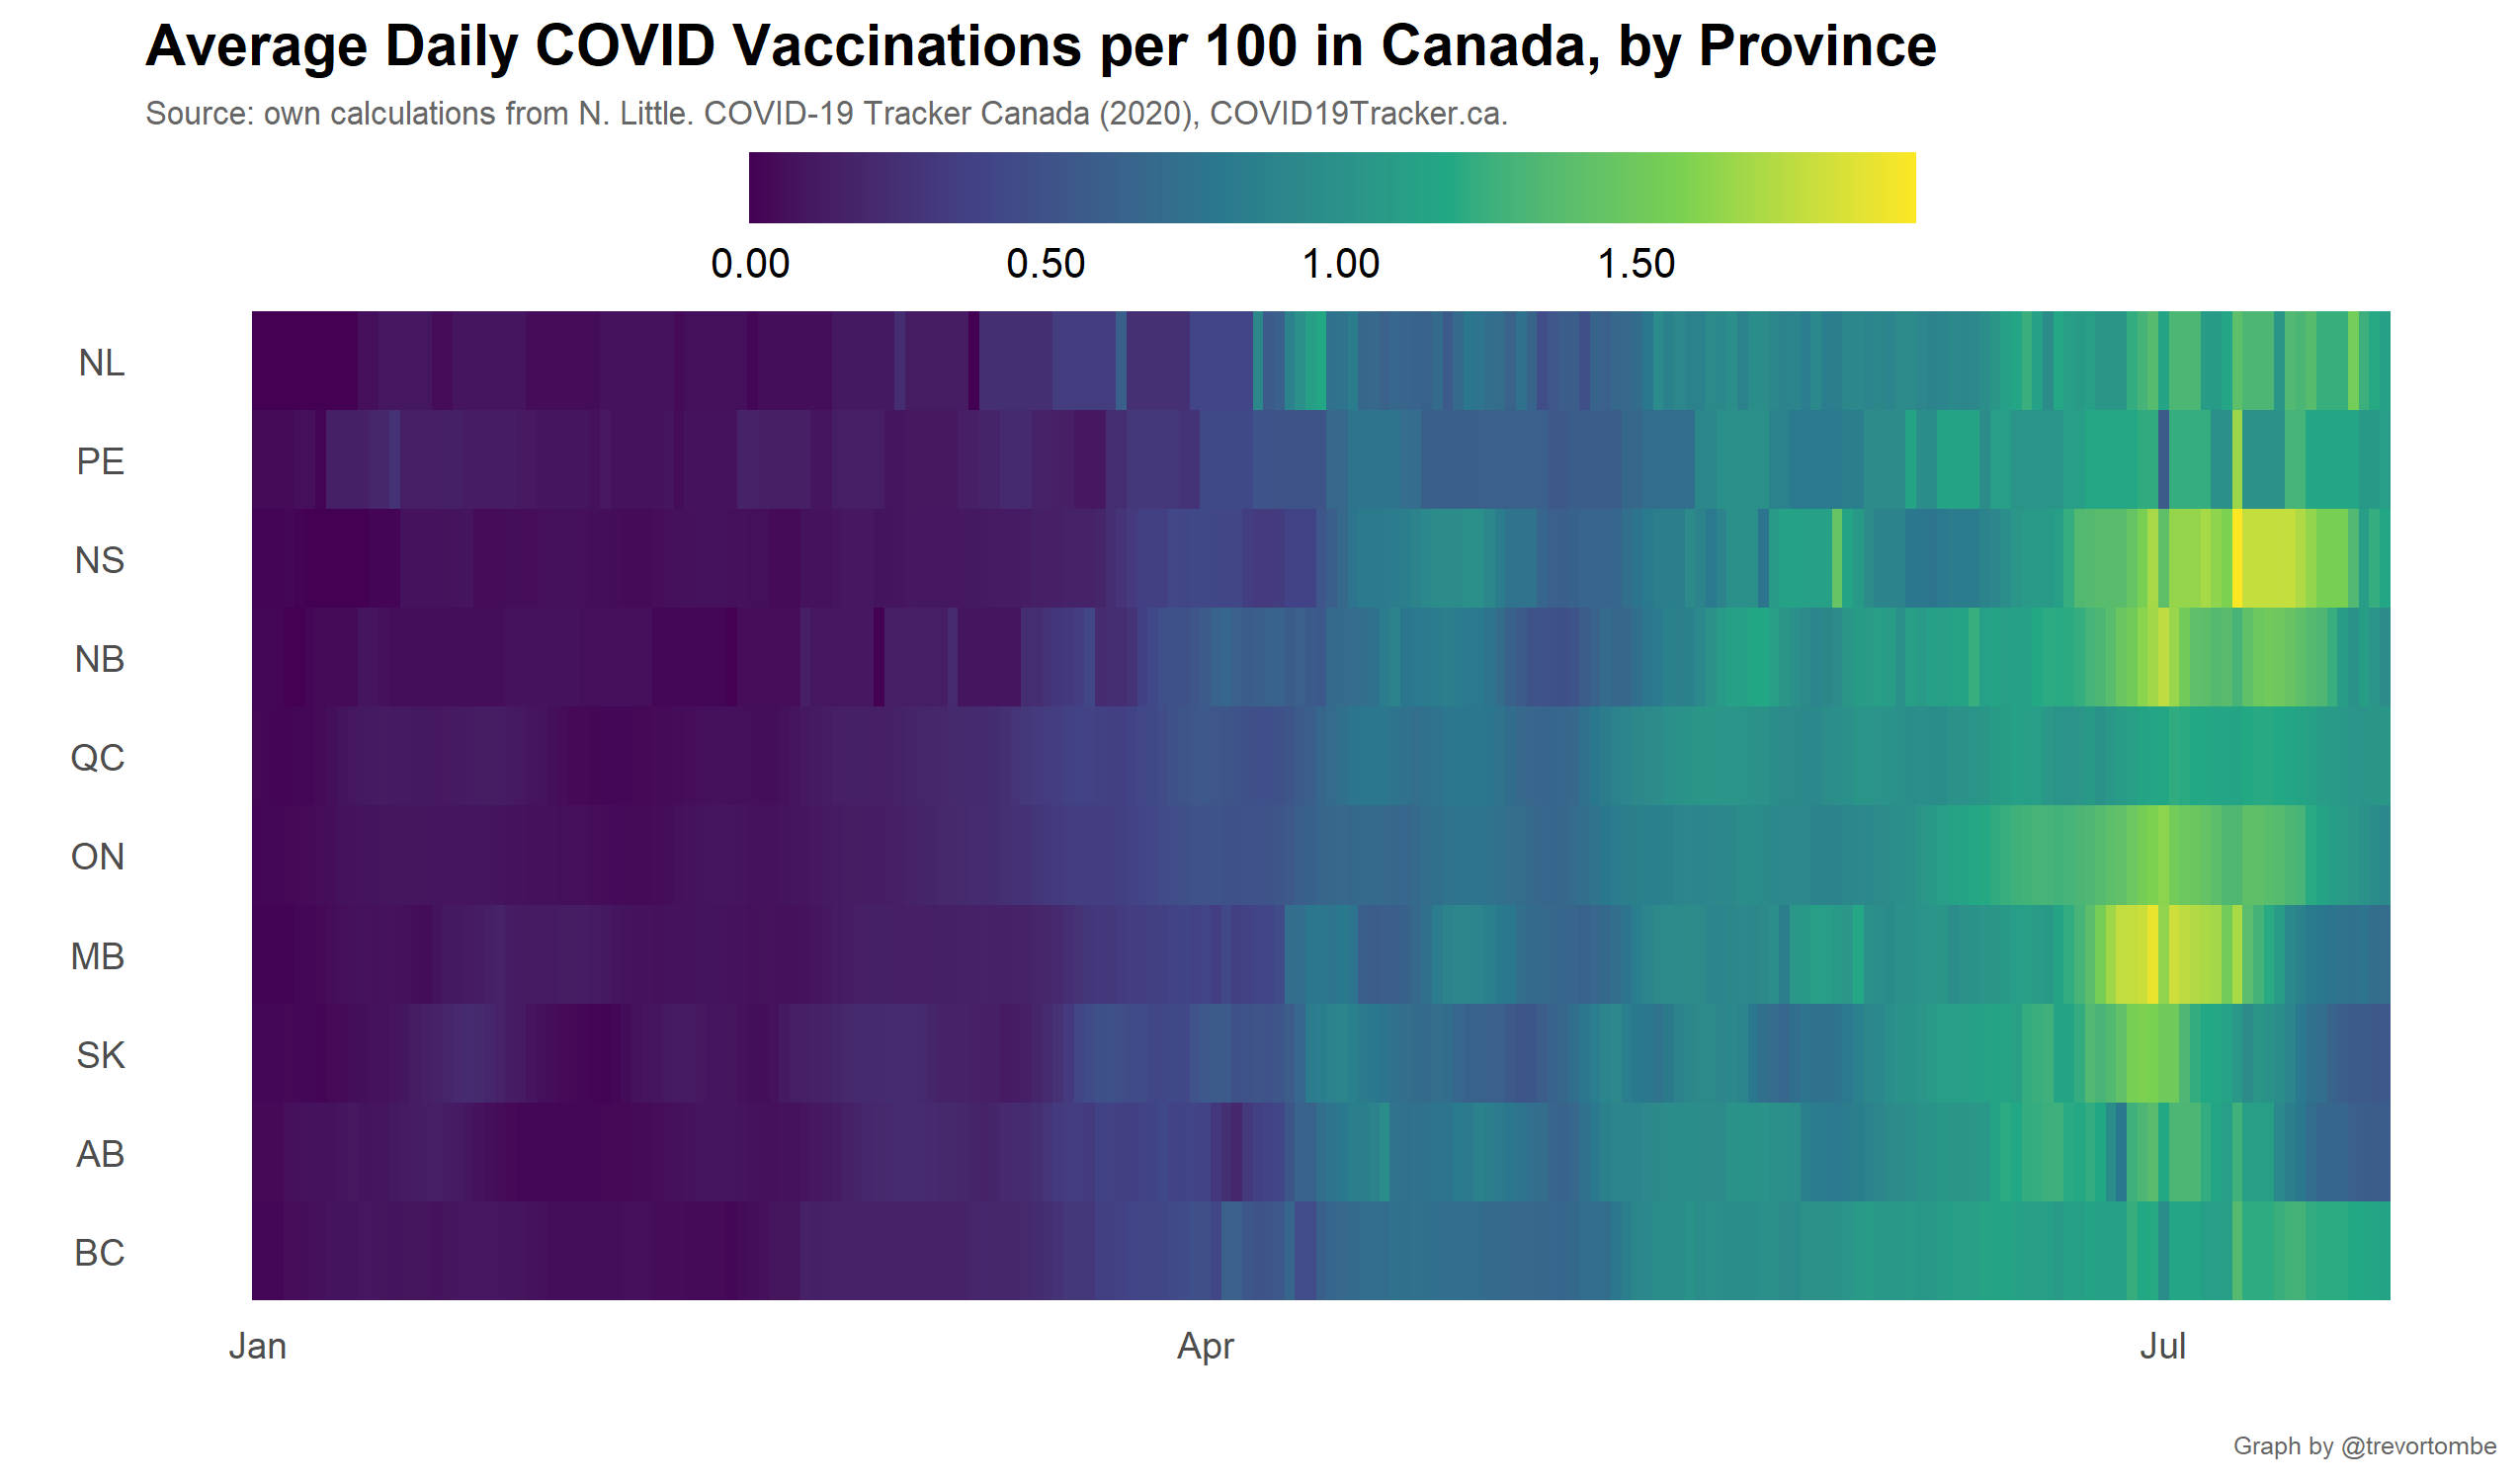 Average Daily COVID Vaccinations per 100 in Canada, by Province
Source: own calculations from N. Little. COVID-19 Tracker Canada (2020), COVID19Tracker.ca.
0.00 0.50 1.00 1.50
NL
PE
NS
NB
QC
ON
MB
SK
AB
BC
Jan Apr Jul
Graph by @trevortombe